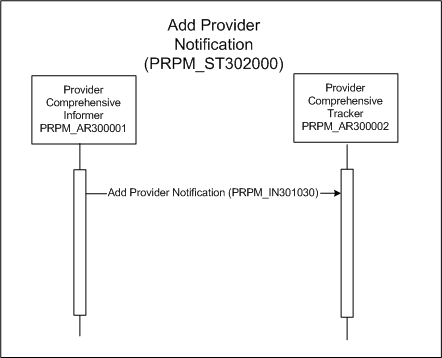 Add Provider
Notification
(PRPM_ST302000)
Provider
Comprehensive
Informer
PRPM_AR300001
Provider
Comprehensive
Tracker
PRPM_AR300002
Add Provider Notification (PRPM_IN301030)